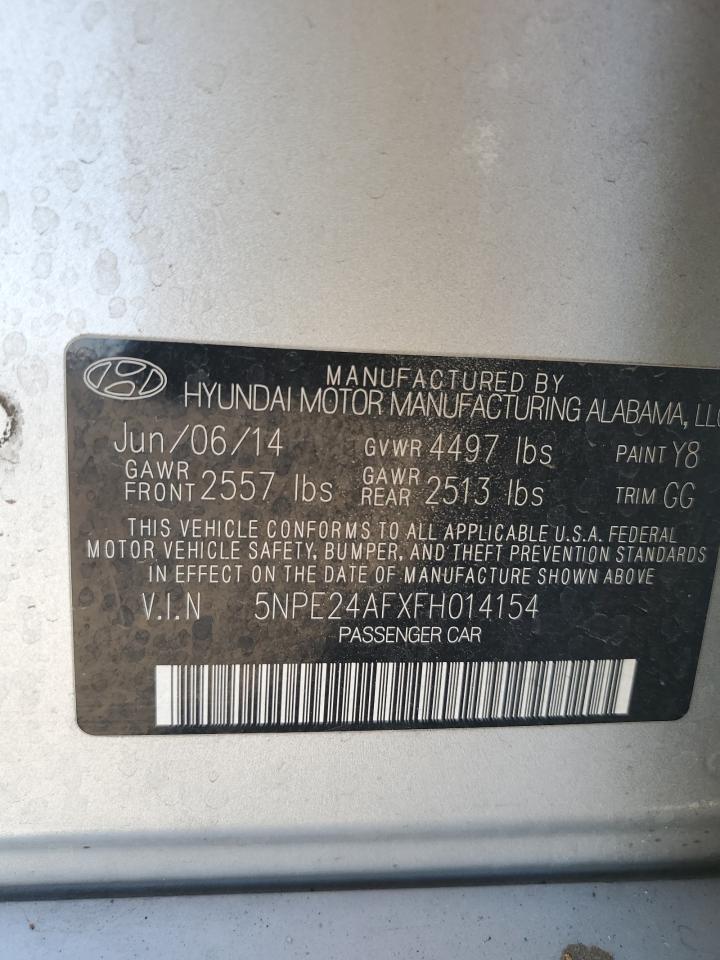 MANUFACTURED BY
HYUNDAI MOTOR MANUFACTURING ALABAMA, LLC
Jun/06/14 GVWR 4497 lbs PAINT Y8
GAWR FRONT 2557 lbs GAWR REAR 2513 lbs TRIM GG
THIS VEHICLE CONFORMS TO ALL APPLICABLE U.S.A. FEDERAL
MOTOR VEHICLE SAFETY, BUMPER, AND THEFT PREVENTION STANDARDS
IN EFFECT ON THE DATE OF MANUFACTURE SHOWN ABOVE
V.I.N 5NPE24AFXFH014154
PASSENGER CAR